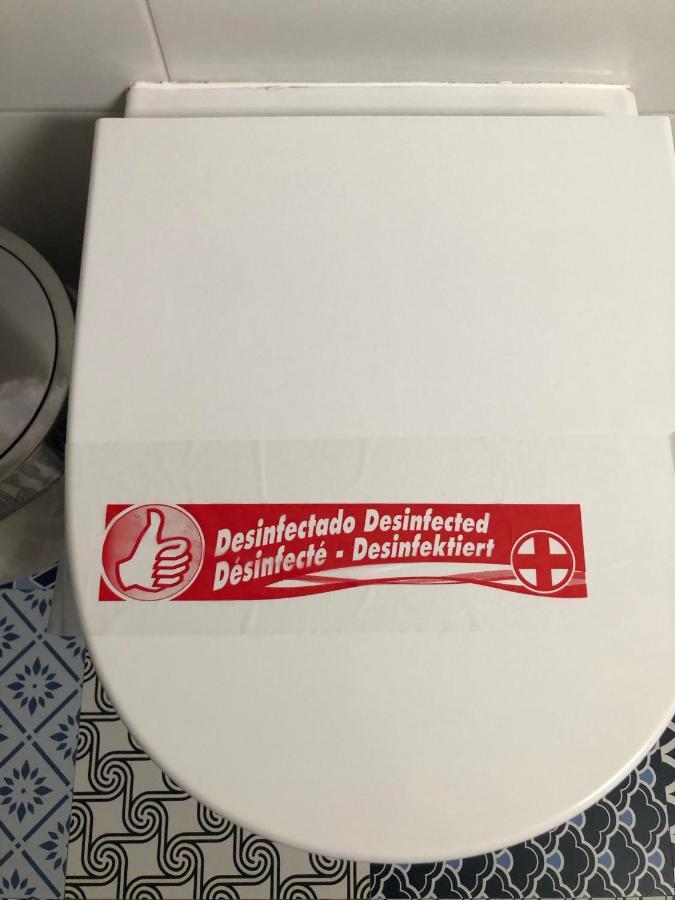 Desinfectado Desinfected
Désinfecté - Desinfektiert